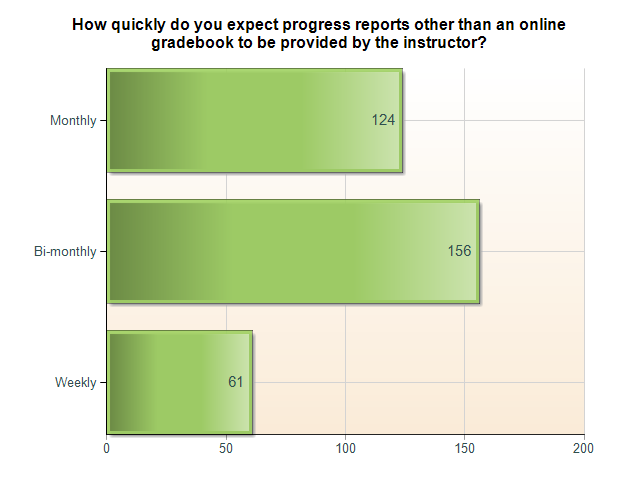 How quickly do you expect progress reports other than an online
gradebook to be provided by the instructor?
Monthly
124
Bi-monthly
156
Weekly
61
0 50 100 150 200